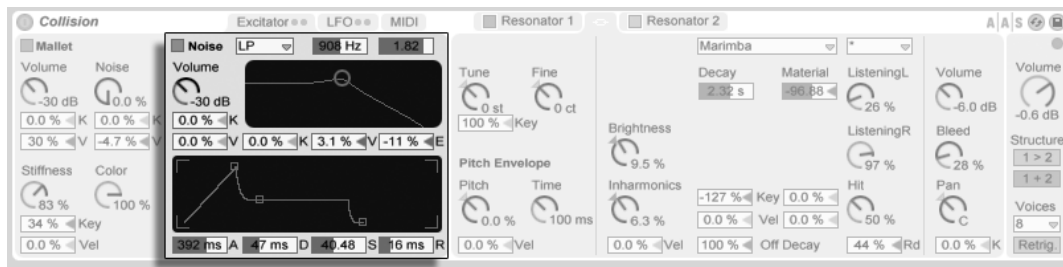 Collision Excitator LFO MIDI Resonator 1 Resonator 2 A|A|S
Mallet Noise LP 908 Hz 1.82 Marimba *
Volume Noise Volume Tune Fine Decay Material ListeningL Volume Volume
-30 dB 0.0 % -30 dB 0 st 0 ct 2.32 s -96.88 26 % -6.0 dB -0.6 dB
0.0 % K 0.0 % K 0.0 % K 100 % Key Brightness ListeningR Bleed Structure
30 % V -4.7 % V 0.0 % V 0.0 % K 3.1 % V -11 % E 9.5 % 97 % 28 % 1 > 2
Stiffness Color Pitch Envelope 1 + 2
83 % 100 % Pitch Time Inharmonics -127 % Key 0.0 % Hit Pan Voices
34 % Key 0.0 % 100 ms 6.3 % 0.0 % Vel 0.0 % 50 % C 8
0.0 % Vel 392 ms A 47 ms D 40.48 S 16 ms R 0.0 % Vel 0.0 % Vel 100 % Off Decay 44 % Rd 0.0 % K Retrig.